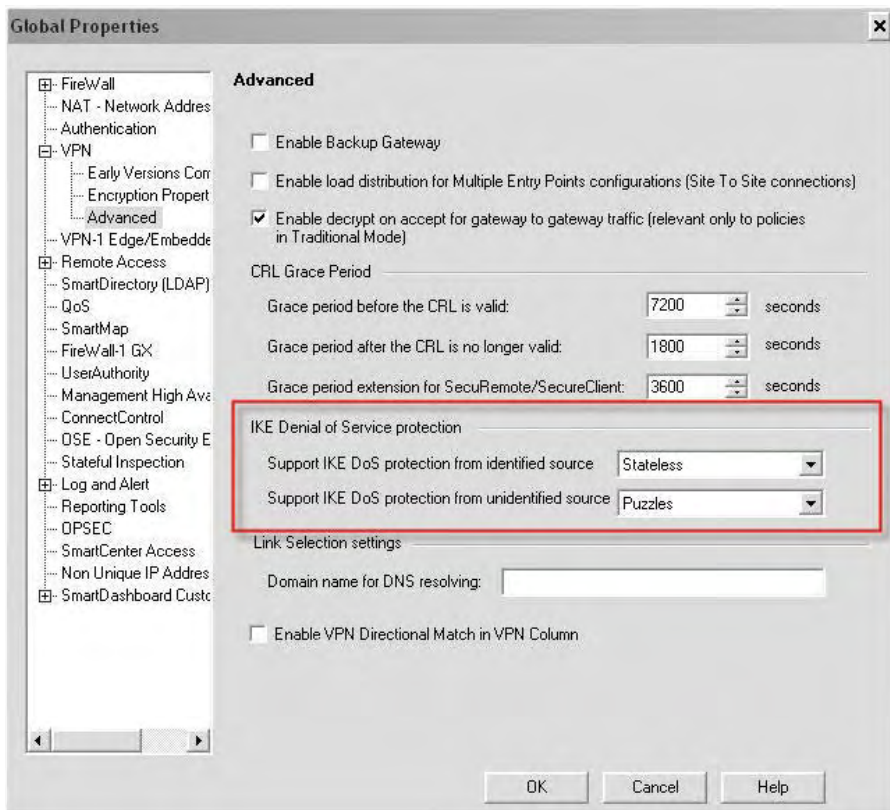 Global Properties
FireWall
NAT - Network Addres
Authentication
VPN
Early Versions Com
Encryption Propert
Advanced
VPN-1 Edge/Embedde
Remote Access
SmartDirectory (LDAP)
QoS
SmartMap
FireWall-1 GX
UserAuthority
Management High Ava
ConnectControl
OSE - Open Security E
Stateful Inspection
Log and Alert
Reporting Tools
OPSEC
SmartCenter Access
Non Unique IP Addres
SmartDashboard Custo
Advanced
Enable Backup Gateway
Enable load distribution for Multiple Entry Points configurations (Site To Site connections)
Enable decrypt on accept for gateway to gateway traffic (relevant only to policies
in Traditional Mode)
CRL Grace Period
Grace period before the CRL is valid: 7200 seconds
Grace period after the CRL is no longer valid: 1800 seconds
Grace period extension for SecuRemote/SecureClient: 3600 seconds
IKE Denial of Service protection
Support IKE DoS protection from identified source Stateless
Support IKE DoS protection from unidentified source Puzzles
Link Selection settings
Domain name for DNS resolving:
Enable VPN Directional Match in VPN Column
OK Cancel Help